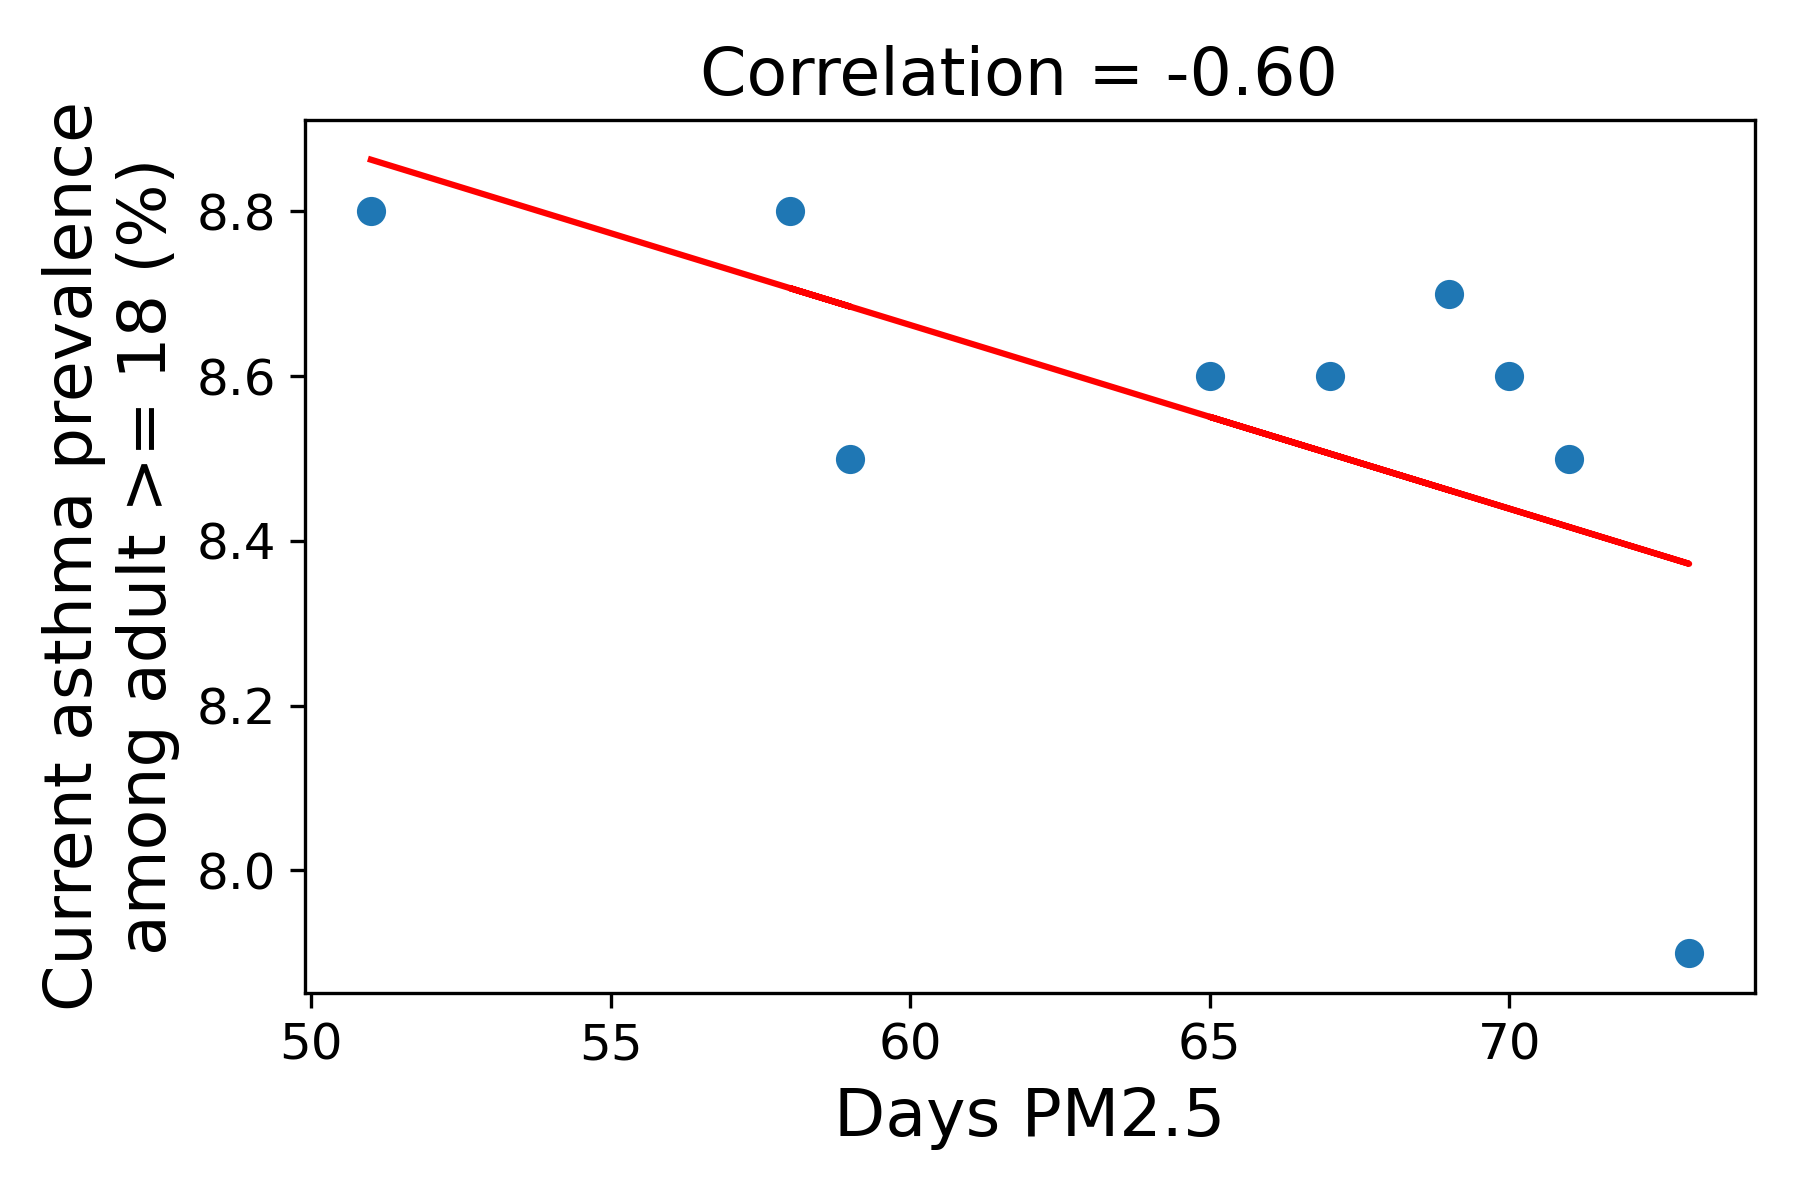 Correlation = -0.60
Current asthma prevalence
among adult >= 18 (%)
8.8
8.6
8.4
8.2
8.0
50 55 60 65 70
Days PM2.5